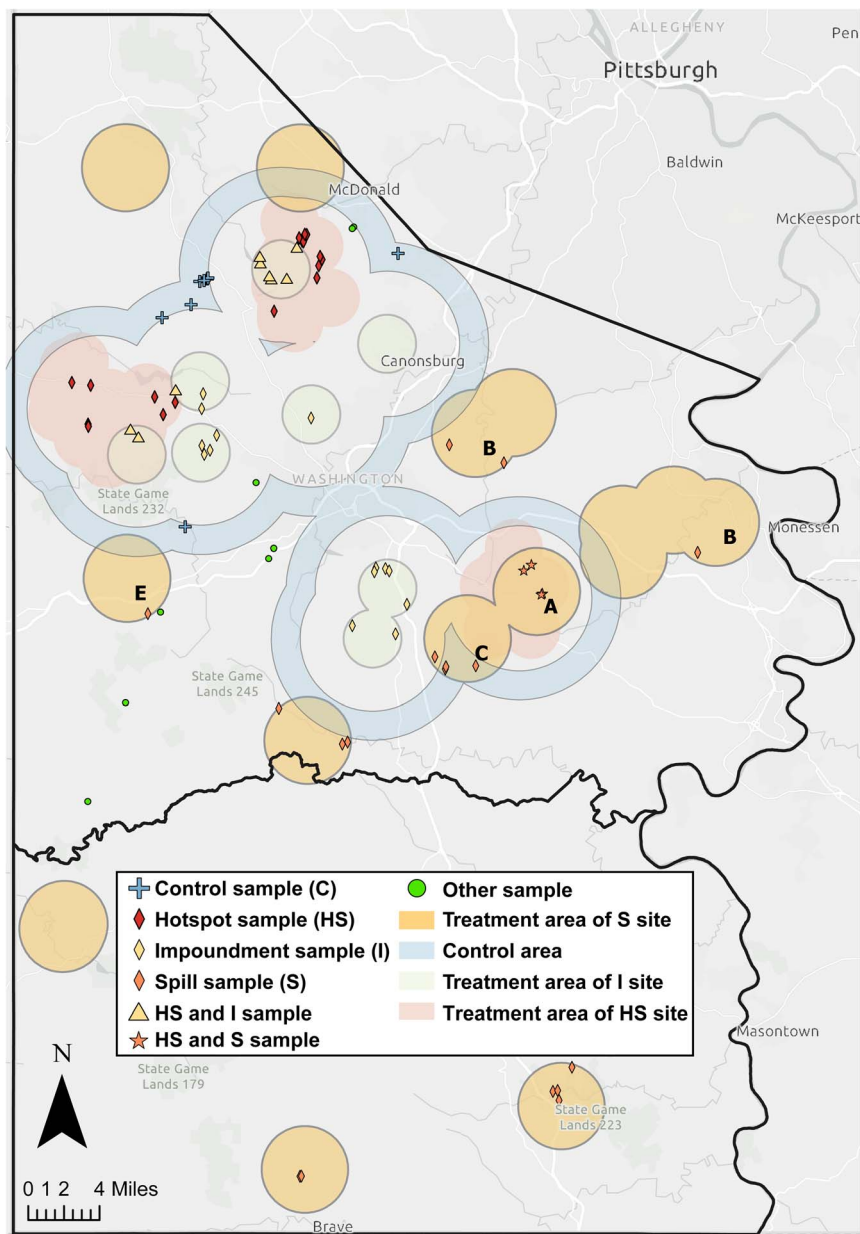 ALLEGHENY
Pen
Pittsburgh
Baldwin
McDonald
McKeesport
Canonsburg
B
WASHINGTON
State Game
Lands 232
B
Monessen
E
A
C
State Game
Lands 245
Control sample (C)
Hotspot sample (HS)
Impoundment sample (I)
Spill sample (S)
HS and I sample
HS and S sample
Other sample
Treatment area of S site
Control area
Treatment area of I site
Treatment area of HS site
Masontown
N
State Game
Lands 179
State Game
Lands 223
0 1 2 4 Miles
Brave